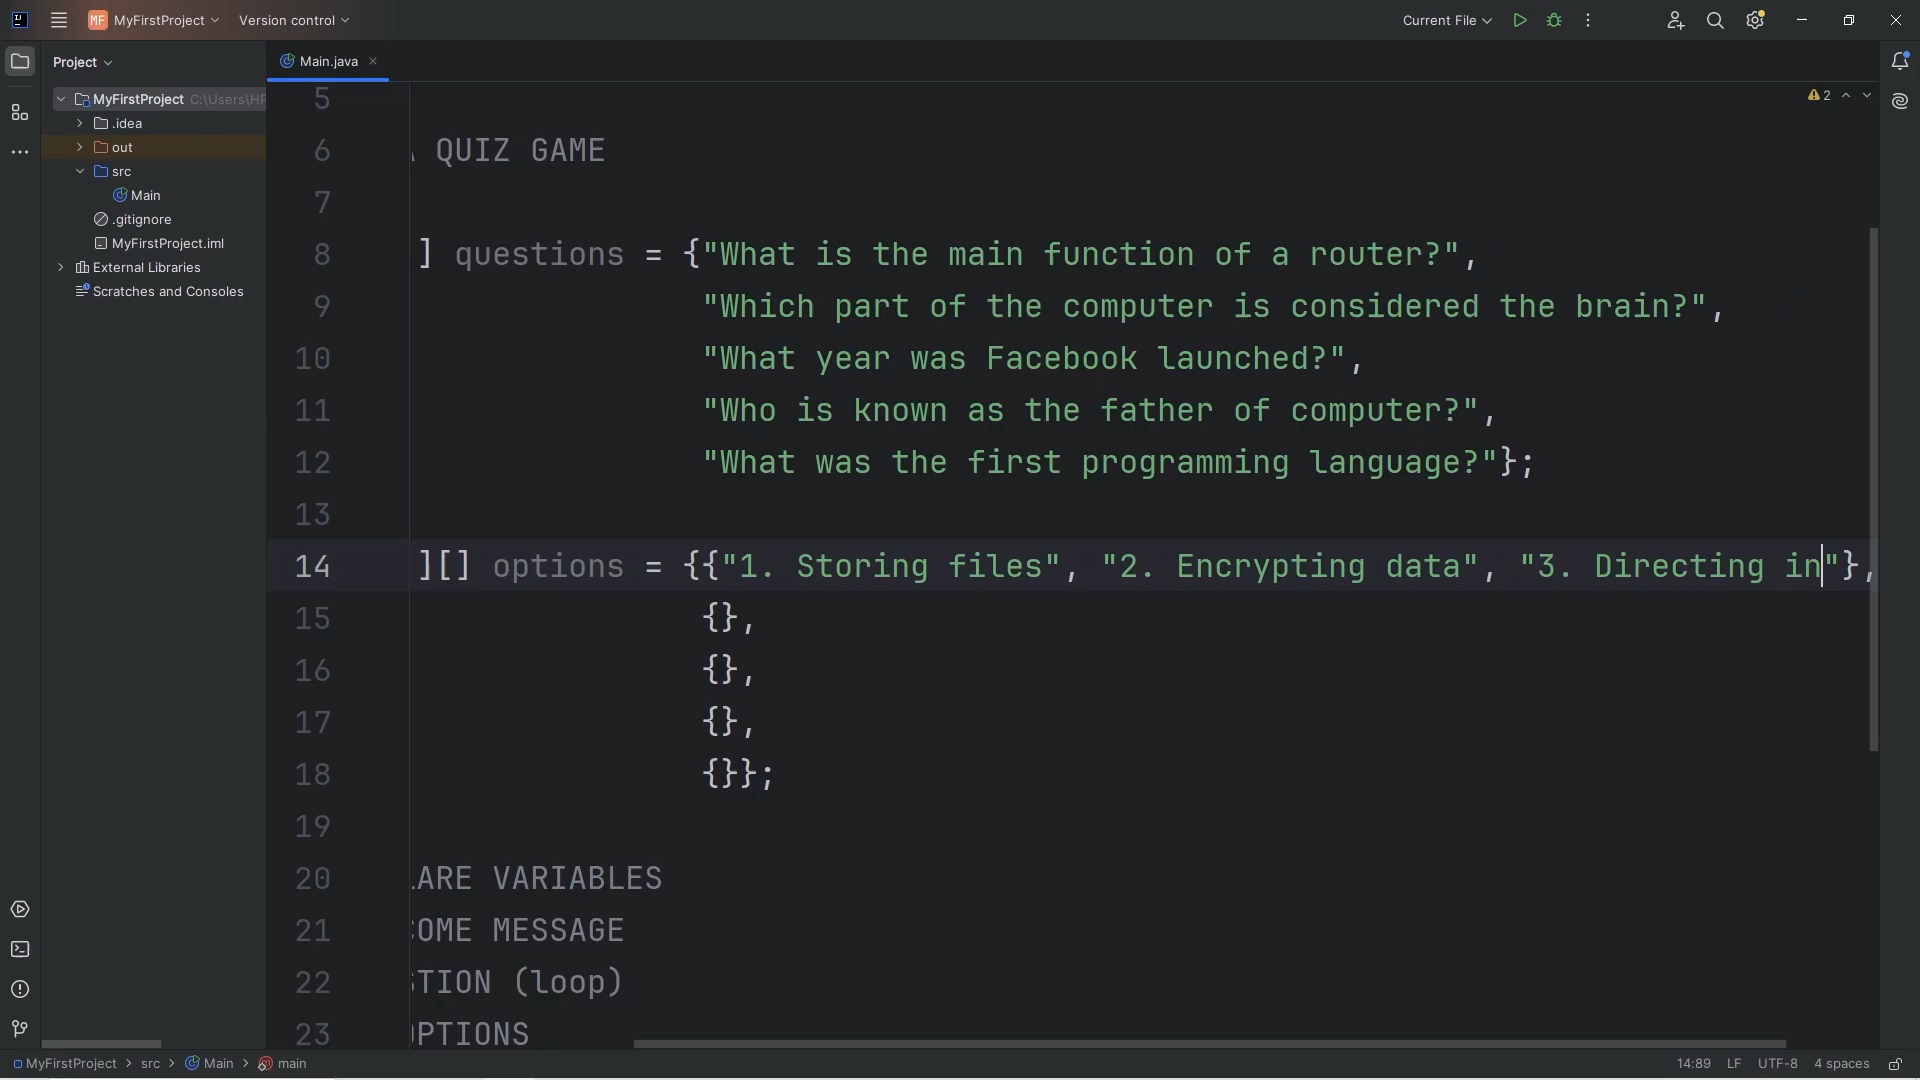 MF MyFirstProject Version control Current File
Project Main.java
MyFirstProject C:\Users\HP
.idea
out
src
Main
.gitignore
MyFirstProject.iml
External Libraries
Scratches and Consoles
2
5
6 QUIZ GAME
7
8 ] questions = {"What is the main function of a router?",
9 "Which part of the computer is considered the brain?",
10 "What year was Facebook launched?",
11 "Who is known as the father of computer?",
12 "What was the first programming language?"};
13
14 ][] options = {{"1. Storing files", "2. Encrypting data", "3. Directing in"},
15 {},
16 {},
17 {},
18 {}};
19
20 ARE VARIABLES
21 OME MESSAGE
22 STION (loop)
23 OPTIONS
MyFirstProject > src > Main > main 14:89 LF UTF-8 4 spaces